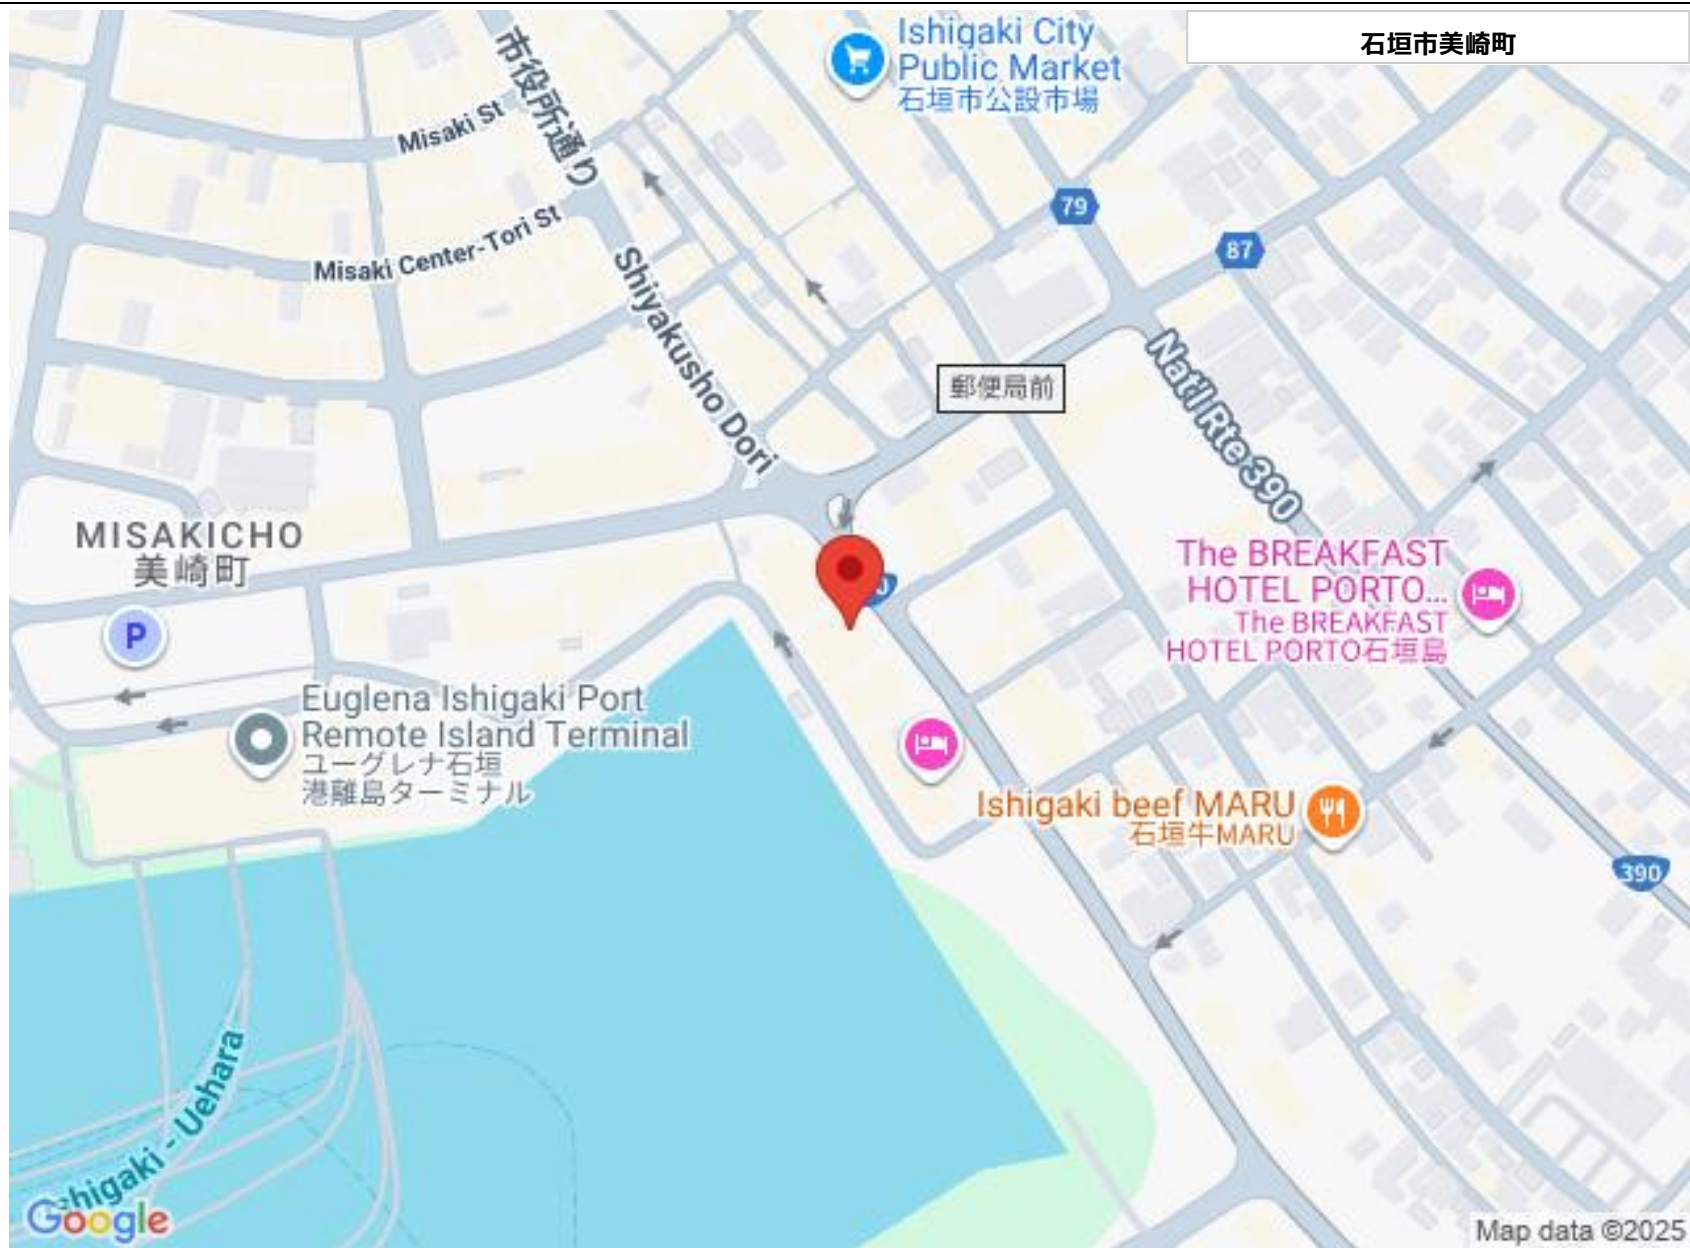 石垣市美崎町
Ishigaki City
Public Market
石垣市公設市場
市役所通り
Misaki St
Misaki Center-Tori St
Shiyakusho Dori
79
87
郵便局前
Nat'l Rte 390
MISAKICHO
美崎町
P
The BREAKFAST
HOTEL PORTO...
The BREAKFAST
HOTEL PORTO石垣島
Euglena Ishigaki Port
Remote Island Terminal
ユーグレナ石垣
港離島ターミナル
Ishigaki beef MARU
石垣牛MARU
390
shigaki - Uehara
Google
Map data ©2025